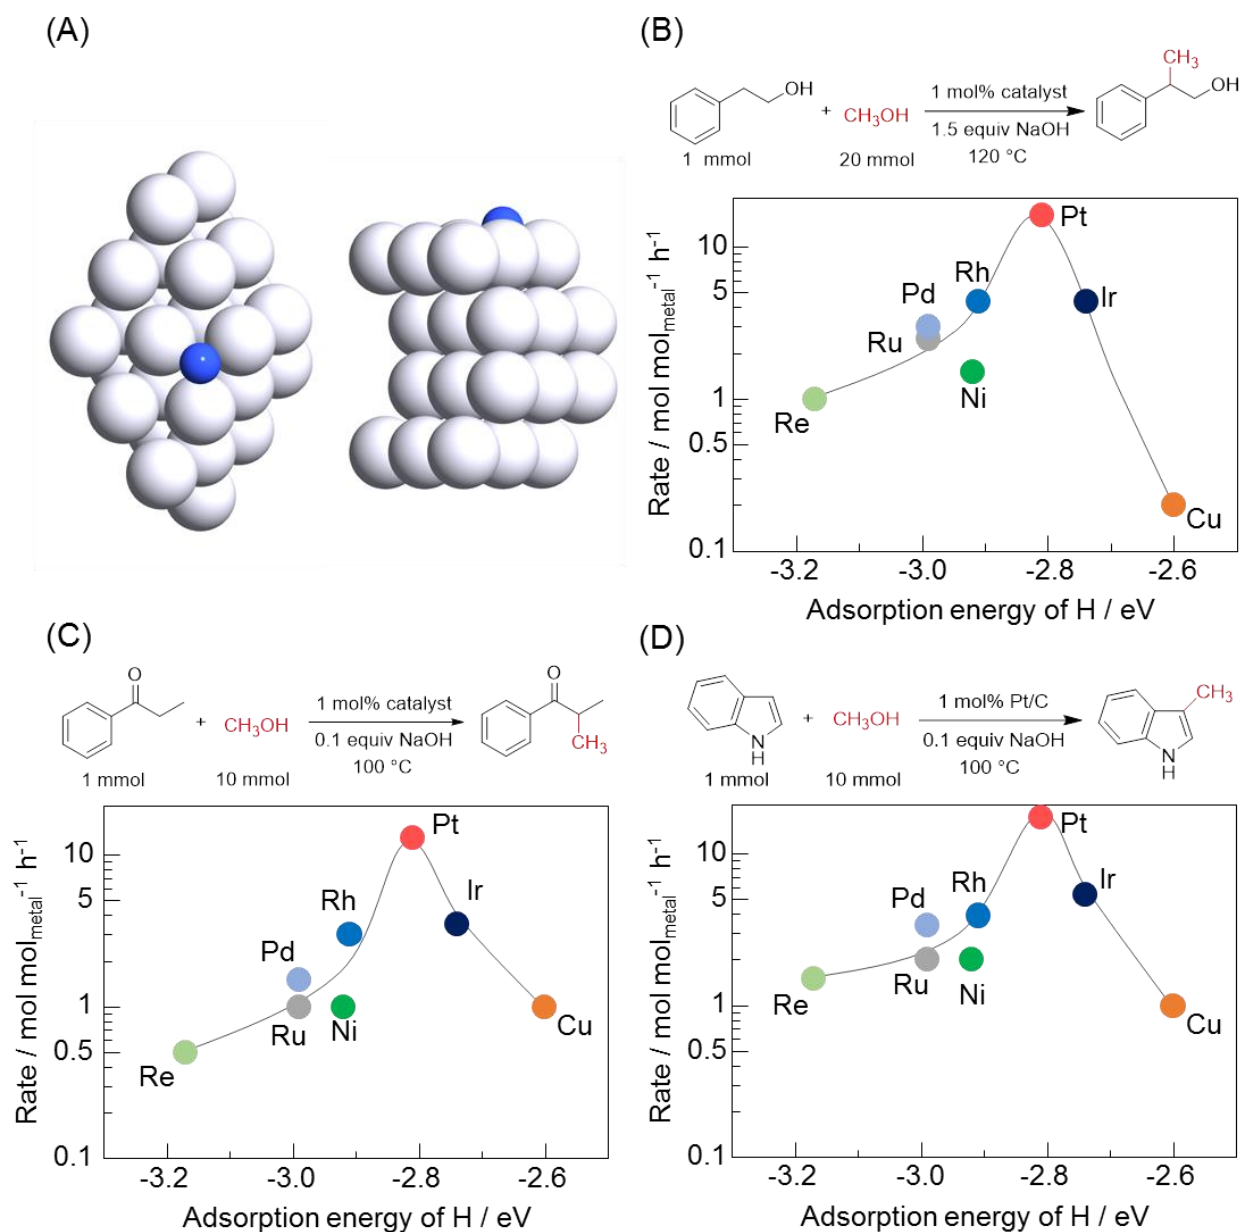 (A)
(B)
OH
+
CH₃OH
1 mol% catalyst
1.5 equiv NaOH
120 °C
CH₃
OH
1 mmol
20 mmol
Rate / mol mol_metal⁻¹ h⁻¹
10
5
1
0.5
0.1
Pt
Rh
Ir
Pd
Ru
Ni
Re
Cu
-3.2
-3.0
-2.8
-2.6
Adsorption energy of H / eV
(C)
O
+
CH₃OH
1 mol% catalyst
0.1 equiv NaOH
100 °C
O
CH₃
1 mmol
10 mmol
Rate / mol mol_metal⁻¹ h⁻¹
10
5
1
0.5
0.1
Pt
Rh
Ir
Pd
Ru
Ni
Cu
Re
-3.2
-3.0
-2.8
-2.6
Adsorption energy of H / eV
(D)
N
H
+
CH₃OH
1 mol% Pt/C
0.1 equiv NaOH
100 °C
CH₃
N
H
1 mmol
10 mmol
Rate / mol mol_metal⁻¹ h⁻¹
10
5
1
0.5
0.1
Pt
Rh
Ir
Pd
Ru
Ni
Re
Cu
-3.2
-3.0
-2.8
-2.6
Adsorption energy of H / eV